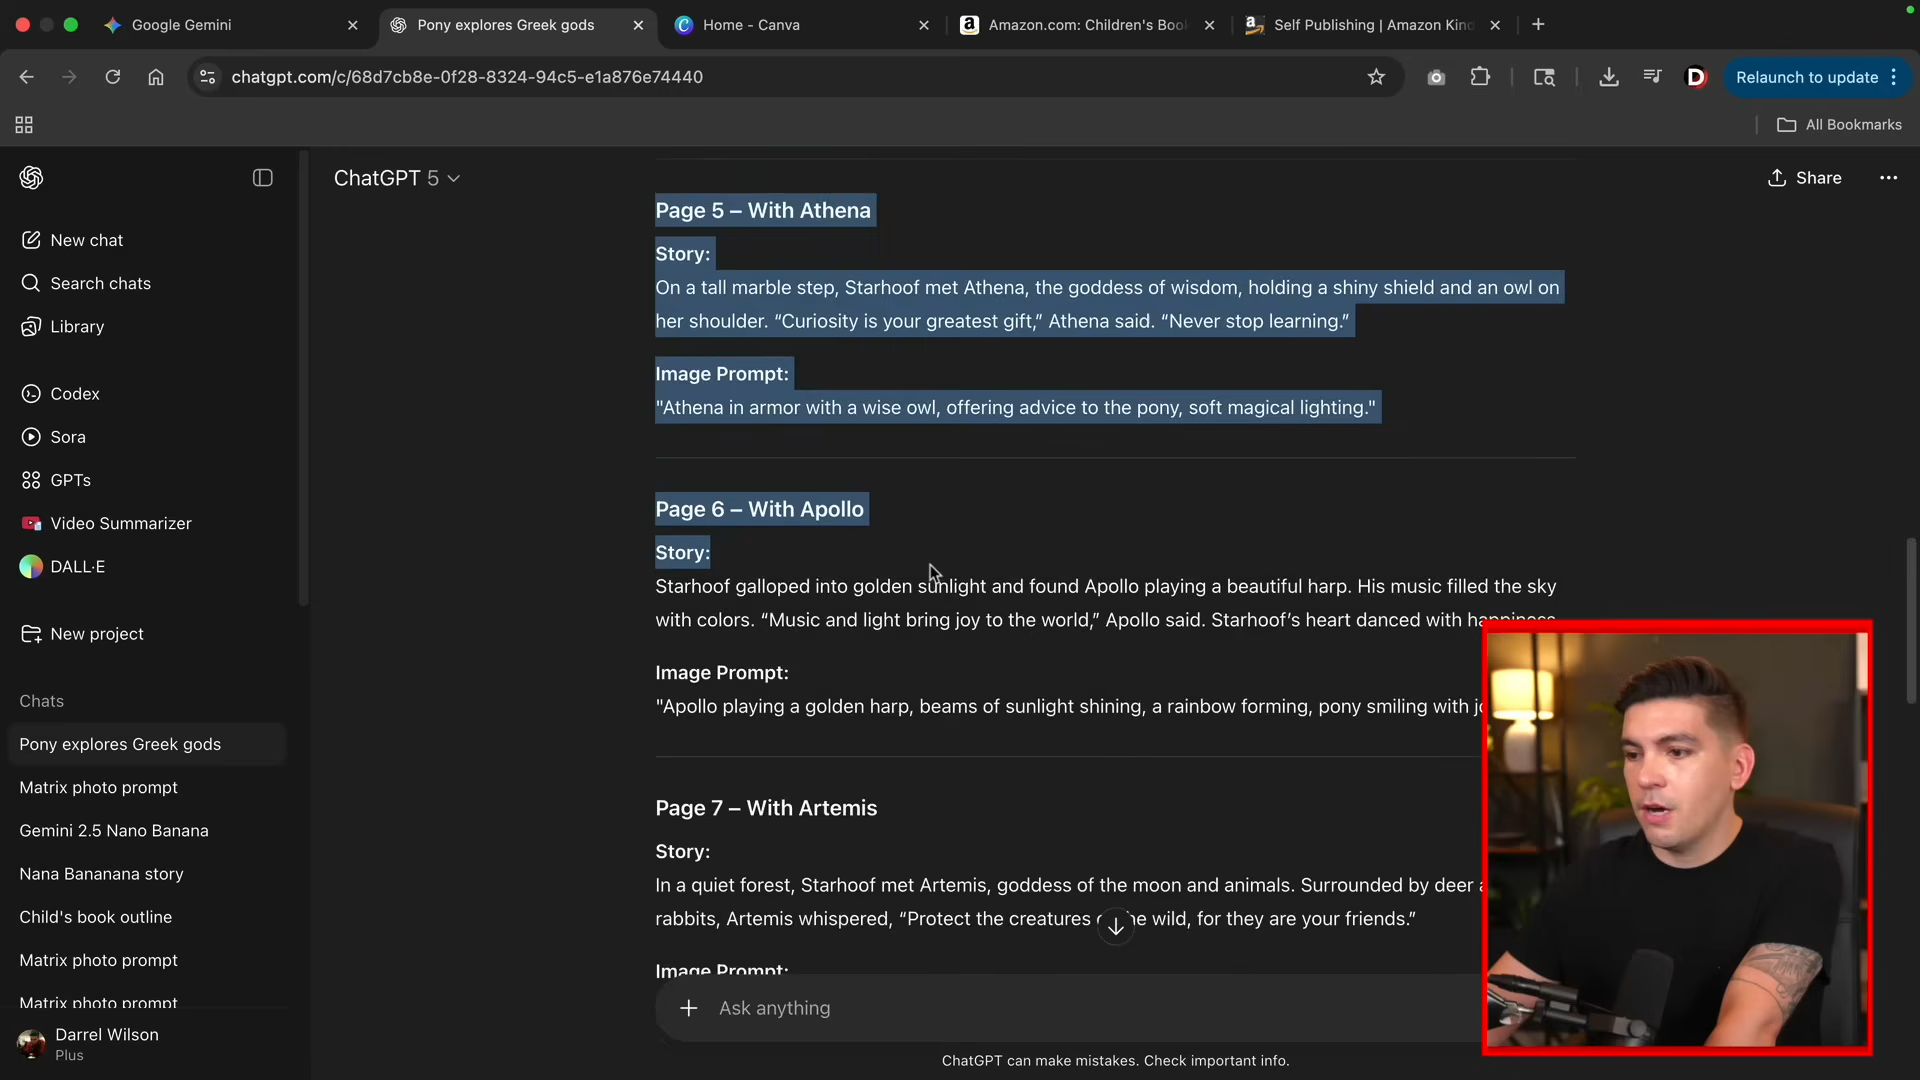 Google Gemini
Pony explores Greek gods
Home - Canva
Amazon.com: Children's Boo
Self Publishing | Amazon Kin
chatgpt.com/c/68d7cb8e-0f28-8324-94c5-e1a876e74440
D
Relaunch to update
All Bookmarks
ChatGPT 5
Share
New chat
Search chats
Library
Codex
Sora
GPTs
Video Summarizer
DALL·E
New project
Chats
Pony explores Greek gods
Matrix photo prompt
Gemini 2.5 Nano Banana
Nana Bananana story
Child's book outline
Matrix photo prompt
Matrix photo prompt
Darrel Wilson
Plus
Page 5 – With Athena
Story:
On a tall marble step, Starhoof met Athena, the goddess of wisdom, holding a shiny shield and an owl on
her shoulder. “Curiosity is your greatest gift,” Athena said. “Never stop learning.”
Image Prompt:
"Athena in armor with a wise owl, offering advice to the pony, soft magical lighting."
Page 6 – With Apollo
Story:
Starhoof galloped into golden sunlight and found Apollo playing a beautiful harp. His music filled the sky
with colors. “Music and light bring joy to the world,” Apollo said. Starhoof’s heart danced with happiness.
Image Prompt:
"Apollo playing a golden harp, beams of sunlight shining, a rainbow forming, pony smiling with
Page 7 – With Artemis
Story:
In a quiet forest, Starhoof met Artemis, goddess of the moon and animals. Surrounded by deer
rabbits, Artemis whispered, “Protect the creatures of the wild, for they are your friends.”
Image Prompt:
Ask anything
ChatGPT can make mistakes. Check important info.